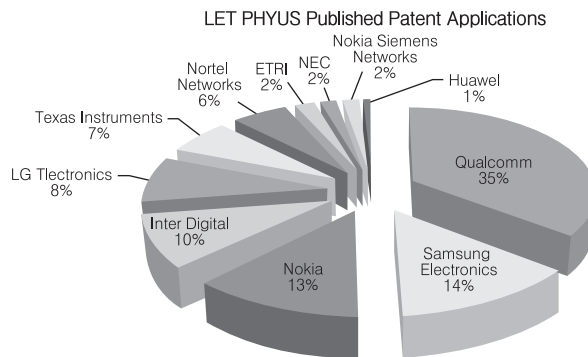 LET PHYUS Published Patent Applications
Nokia Siemens
Networks
2%
NEC
2%
ETRI
2%
Nortel
Networks
6%
Huawel
1%
Texas Instruments
7%
Qualcomm
35%
LG Tlectronics
8%
Inter Digital
10%
Samsung
Electronics
14%
Nokia
13%